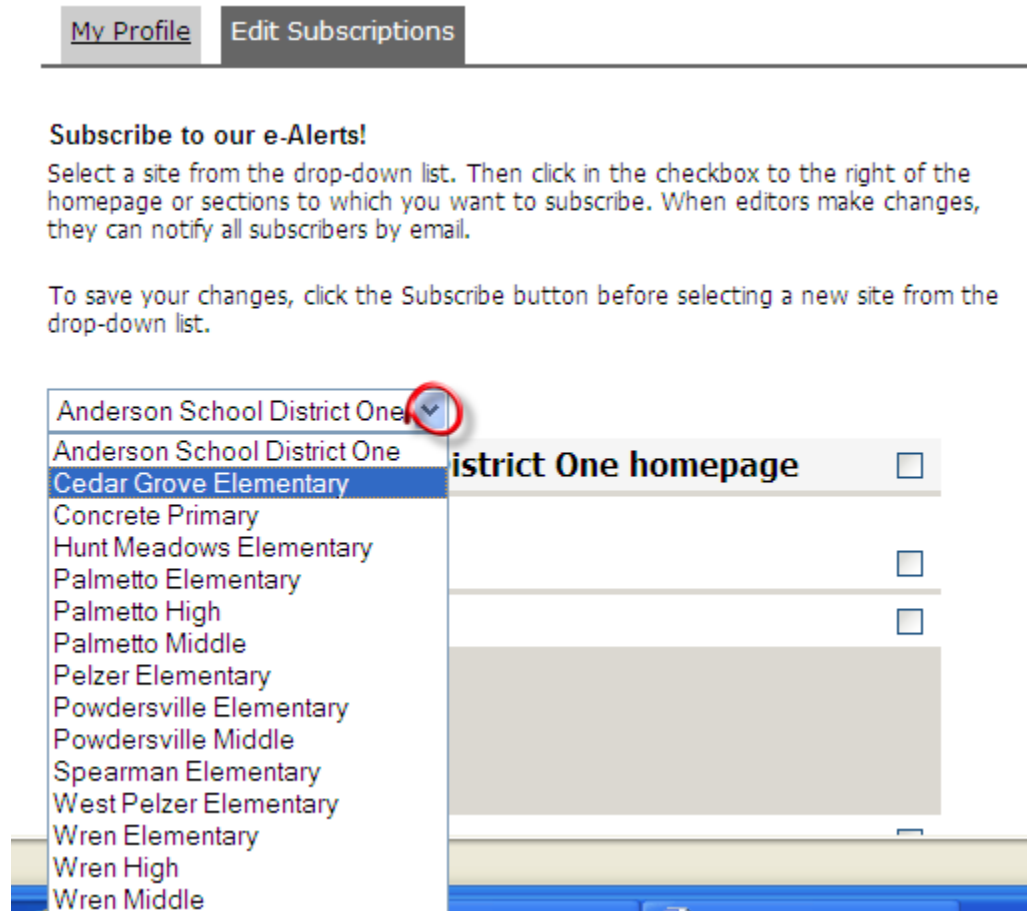 My Profile
Edit Subscriptions
Subscribe to our e-Alerts!
Select a site from the drop-down list. Then click in the checkbox to the right of the
homepage or sections to which you want to subscribe. When editors make changes,
they can notify all subscribers by email.
To save your changes, click the Subscribe button before selecting a new site from the
drop-down list.
Anderson School District One
Anderson School District One
istrict One homepage
Cedar Grove Elementary
Concrete Primary
Hunt Meadows Elementary
Palmetto Elementary
Palmetto High
Palmetto Middle
Pelzer Elementary
Powdersville Elementary
Powdersville Middle
Spearman Elementary
West Pelzer Elementary
Wren Elementary
Wren High
Wren Middle